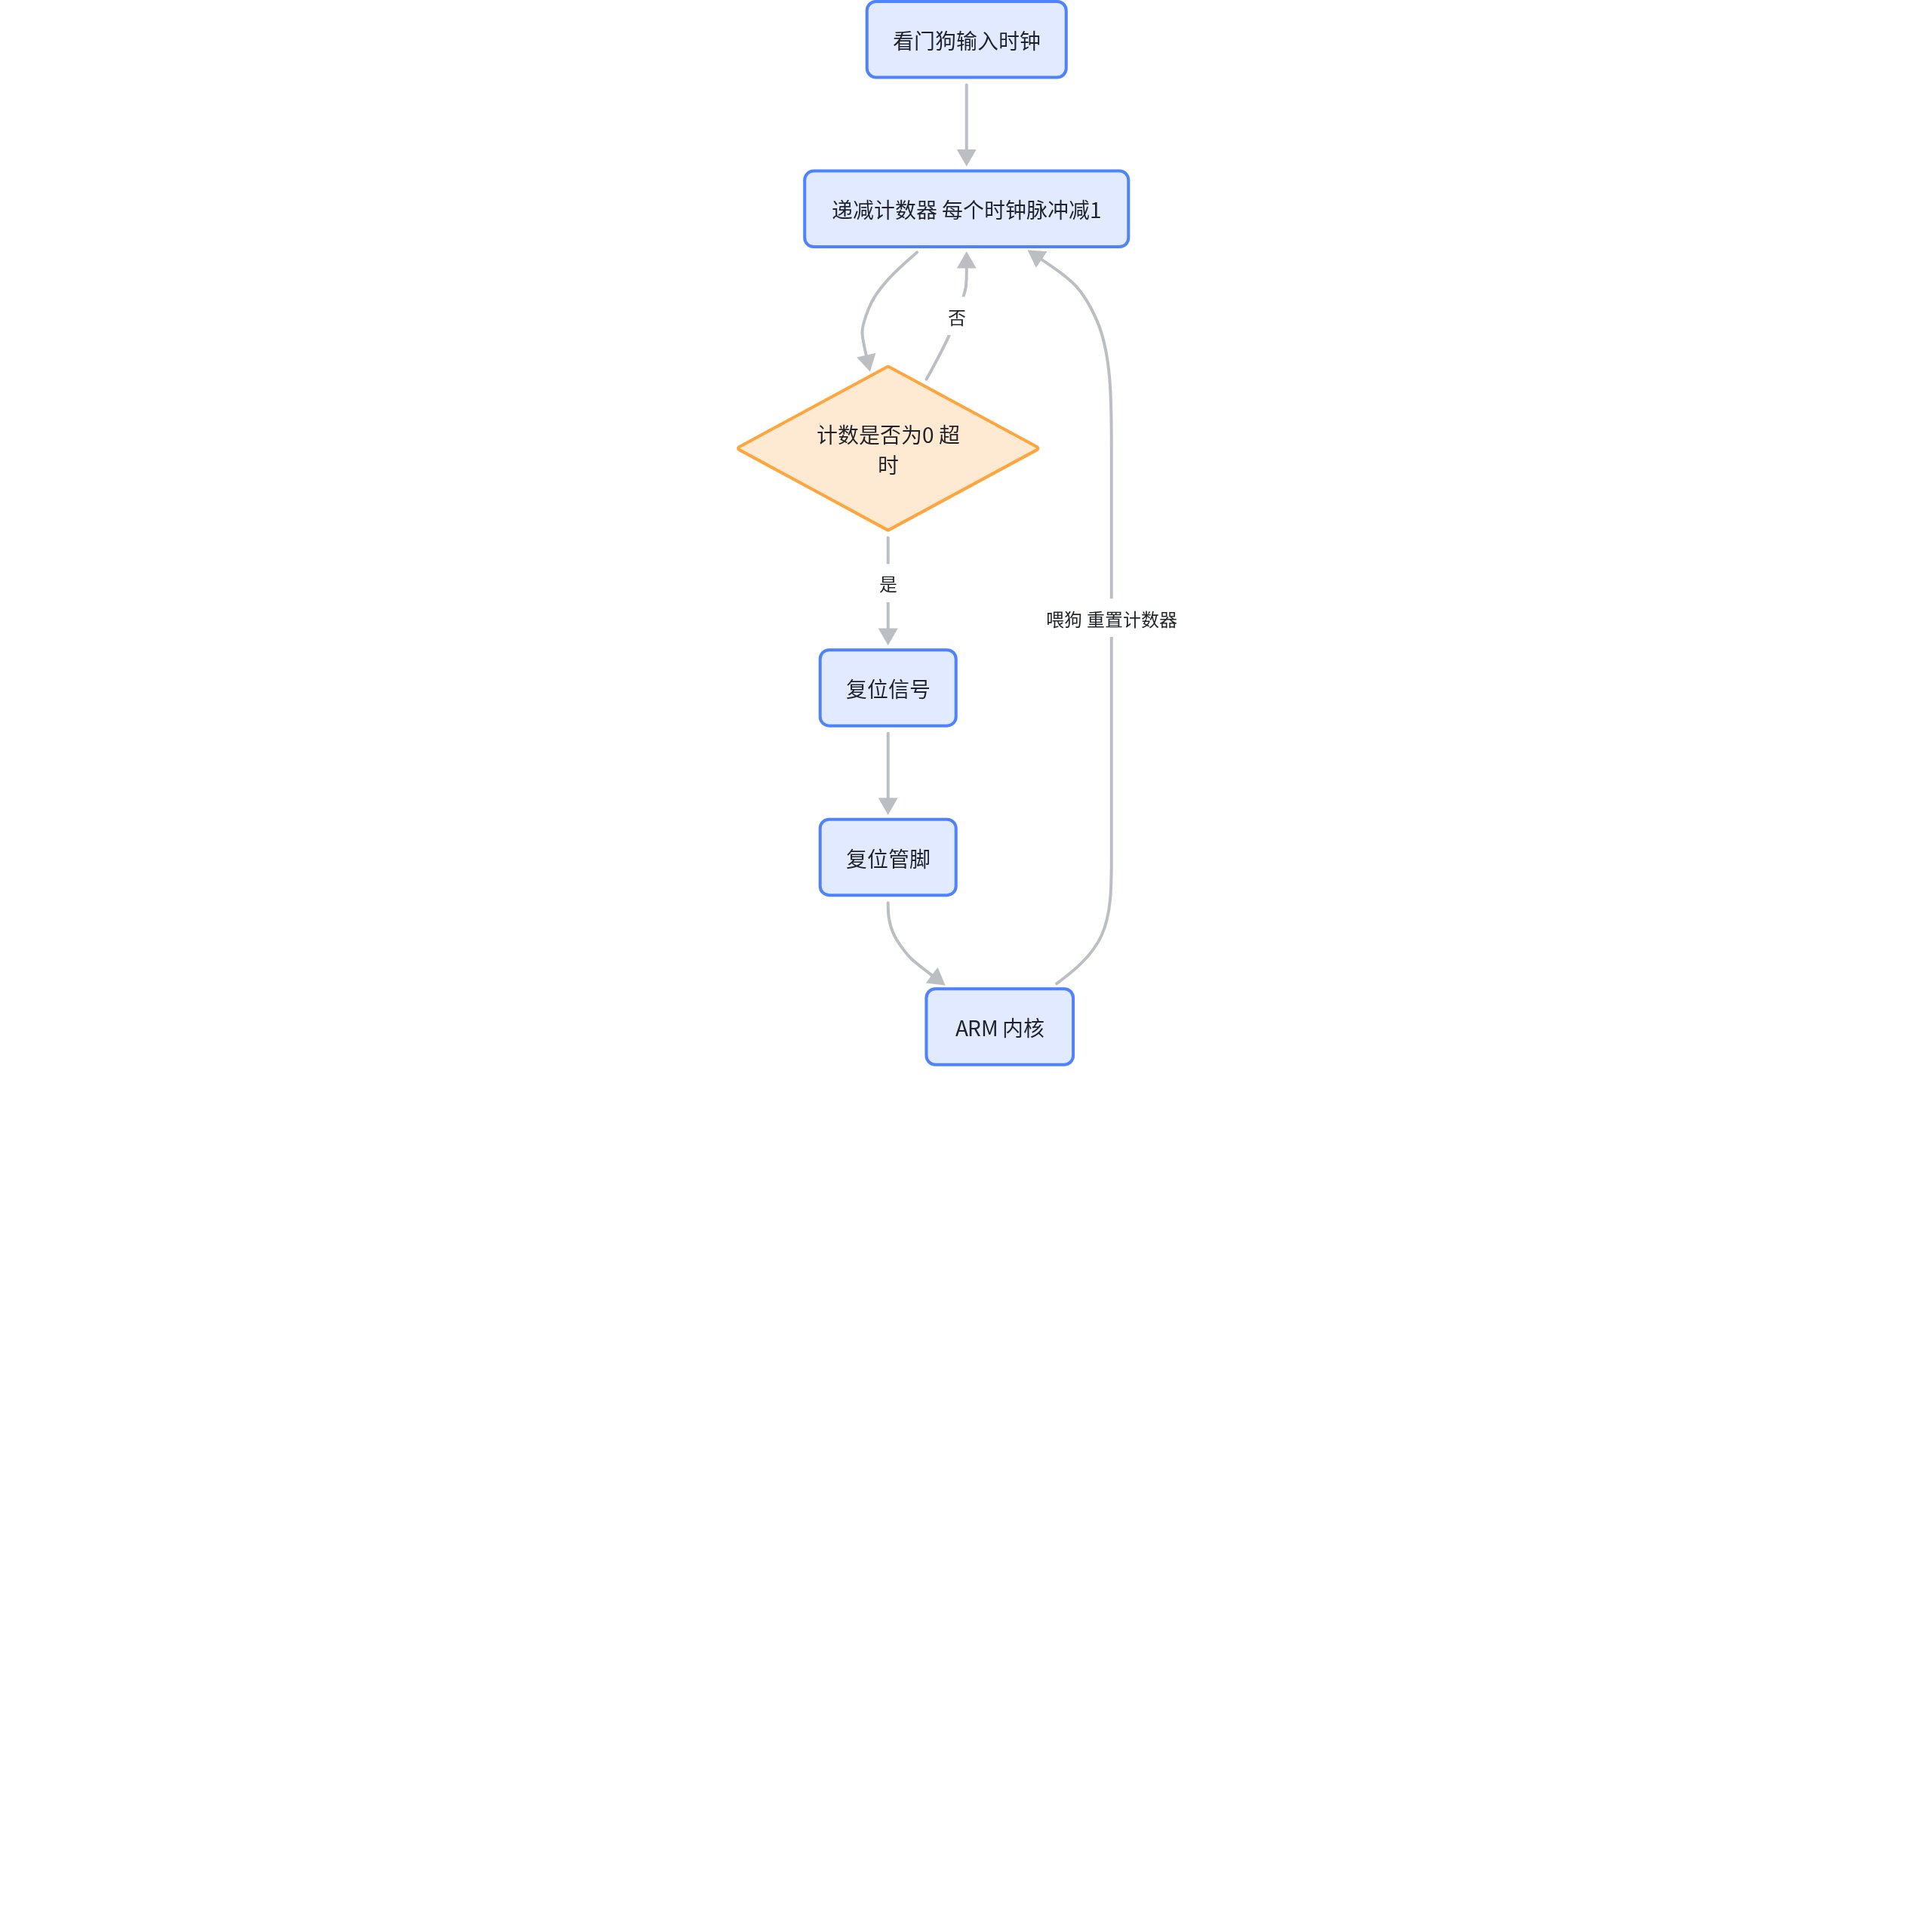 看门狗输入时钟
递减计数器 每个时钟脉冲减1
否
计数是否为0 超
时
是
喂狗 重置计数器
复位信号
复位管脚
ARM 内核